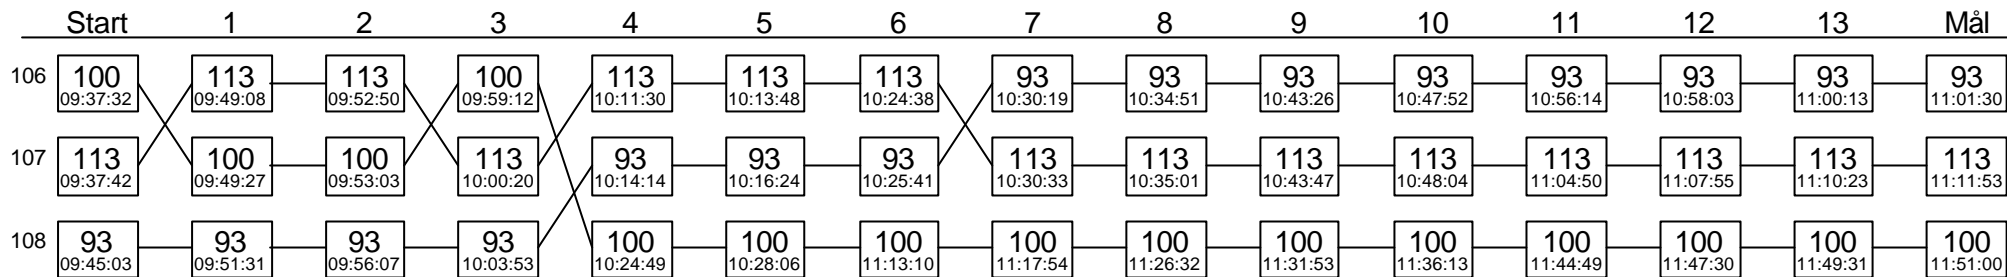 Start 1 2 3 4 5 6 7 8 9 10 11 12 13 Mål
106 100 113 113 100 113 113 113 93 93 93 93 93 93 93 93
09:37:32 09:49:08 09:52:50 09:59:12 10:11:30 10:13:48 10:24:38 10:30:19 10:34:51 10:43:26 10:47:52 10:56:14 10:58:03 11:00:13 11:01:30
107 113 100 100 113 93 93 93 113 113 113 113 113 113 113 113
09:37:42 09:49:27 09:53:03 10:00:20 10:14:14 10:16:24 10:25:41 10:30:33 10:35:01 10:43:47 10:48:04 11:04:50 11:07:55 11:10:23 11:11:53
108 93 93 93 93 100 100 100 100 100 100 100 100 100 100 100
09:45:03 09:51:31 09:56:07 10:03:53 10:24:49 10:28:06 11:13:10 11:17:54 11:26:32 11:31:53 11:36:13 11:44:49 11:47:30 11:49:31 11:51:00